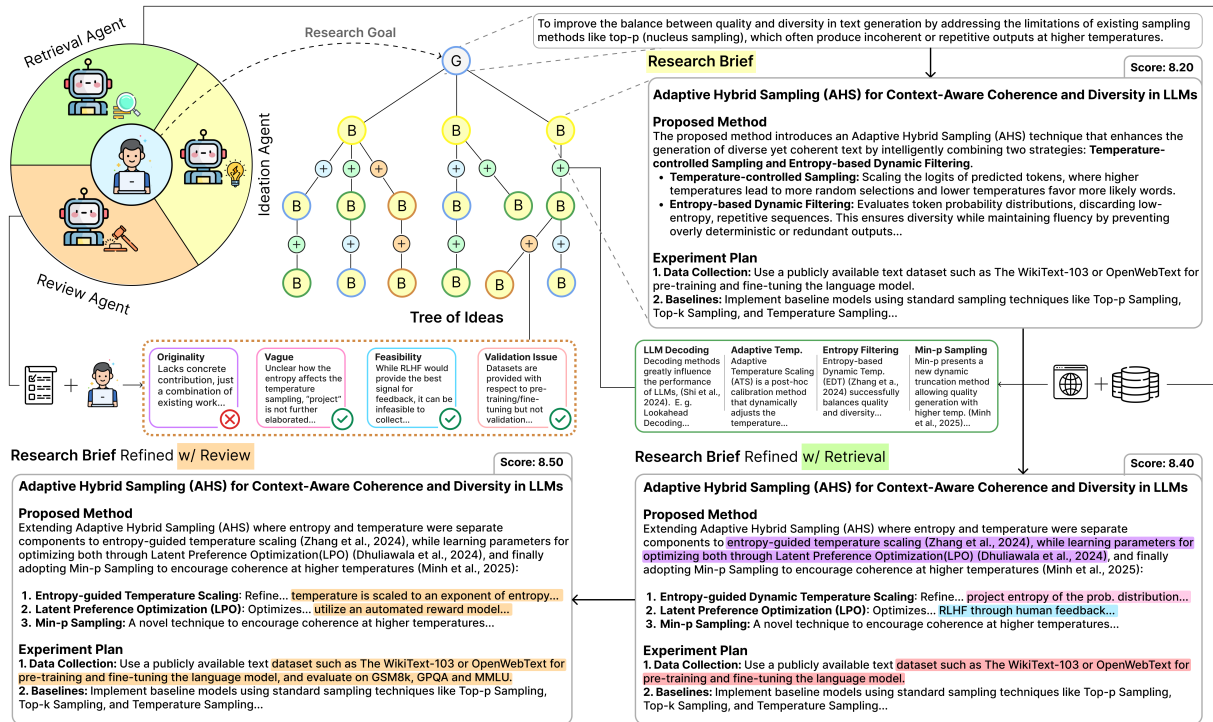 Retrieval Agent
Ideation Agent
Review Agent
Research Goal
G
B
B
B
+
+
+
+
+
+
B
B
B
B
B
B
+
+
+
+
+
+
B
B
B
B
B
B
Tree of Ideas
To improve the balance between quality and diversity in text generation by addressing the limitations of existing sampling
methods like top-p (nucleus sampling), which often produce incoherent or repetitive outputs at higher temperatures.
Research Brief
Score: 8.20
Adaptive Hybrid Sampling (AHS) for Context-Aware Coherence and Diversity in LLMs
Proposed Method
The proposed method introduces an Adaptive Hybrid Sampling (AHS) technique that enhances the
generation of diverse yet coherent text by intelligently combining two strategies: Temperature-
controlled Sampling and Entropy-based Dynamic Filtering.
• Temperature-controlled Sampling: Scaling the logits of predicted tokens, where higher
temperatures lead to more random selections and lower temperatures favor more likely words.
• Entropy-based Dynamic Filtering: Evaluates token probability distributions, discarding low-
entropy, repetitive sequences. This ensures diversity while maintaining fluency by preventing
overly deterministic or redundant outputs...
Experiment Plan
1. Data Collection: Use a publicly available text dataset such as The WikiText-103 or OpenWebText for
pre-training and fine-tuning the language model.
2. Baselines: Implement baseline models using standard sampling techniques like Top-p Sampling,
Top-k Sampling, and Temperature Sampling...
+
Originality
Lacks concrete
contribution, just
a combination of
existing work...
Vague
Unclear how the
entropy affects the
temperature
sampling, "project"
is not further
elaborated...
Feasibility
While RLHF would
provide the best
signal for
feedback, it can be
infeasible to
collect...
Validation Issue
Datasets are
provided with
respect to pre-
training/fine-
tuning but not
validation...
LLM Decoding
Decoding methods
greatly influence
the performance
of LLMs, (Shi et al.,
2024). E. g.
Lookahead
Decoding...
Adaptive Temp.
Adaptive
Temperature Scaling
(ATS) is a post-hoc
calibration method
that dynamically
adjusts the
temperature...
Entropy Filtering
Entropy-based
Dynamic Temp.
(EDT) (Zhang et al.,
2024) successfully
balances quality
and diversity...
Min-p Sampling
Min-p presents a
new dynamic
truncation method
allowing quality
generation with
higher temp. (Minh
et al., 2025)...
+
Research Brief Refined w/ Review
Score: 8.50
Adaptive Hybrid Sampling (AHS) for Context-Aware Coherence and Diversity in LLMs
Proposed Method
Extending Adaptive Hybrid Sampling (AHS) where entropy and temperature were separate
components to entropy-guided temperature scaling (Zhang et al., 2024), while learning parameters for
optimizing both through Latent Preference Optimization(LPO) (Dhuliawala et al., 2024), and finally
adopting Min-p Sampling to encourage coherence at higher temperatures (Minh et al., 2025):
1. Entropy-guided Temperature Scaling: Refine... temperature is scaled to an exponent of entropy...
2. Latent Preference Optimization (LPO): Optimizes... utilize an automated reward model...
3. Min-p Sampling: A novel technique to encourage coherence at higher temperatures...
Experiment Plan
1. Data Collection: Use a publicly available text dataset such as The WikiText-103 or OpenWebText for
pre-training and fine-tuning the language model, and evaluate on GSM8k, GPQA and MMLU.
2. Baselines: Implement baseline models using standard sampling techniques like Top-p Sampling,
Top-k Sampling, and Temperature Sampling...
Research Brief Refined w/ Retrieval
Score: 8.40
Adaptive Hybrid Sampling (AHS) for Context-Aware Coherence and Diversity in LLMs
Proposed Method
Extending Adaptive Hybrid Sampling (AHS) where entropy and temperature were separate
components to entropy-guided temperature scaling (Zhang et al., 2024), while learning parameters for
optimizing both through Latent Preference Optimization(LPO) (Dhuliawala et al., 2024), and finally
adopting Min-p Sampling to encourage coherence at higher temperatures (Minh et al., 2025):
1. Entropy-guided Dynamic Temperature Scaling: Refine... project entropy of the prob. distribution...
2. Latent Preference Optimization (LPO): Optimizes... RLHF through human feedback...
3. Min-p Sampling: A novel technique to encourage coherence at higher temperatures...
Experiment Plan
1. Data Collection: Use a publicly available text dataset such as The WikiText-103 or OpenWebText for
pre-training and fine-tuning the language model.
2. Baselines: Implement baseline models using standard sampling techniques like Top-p Sampling,
Top-k Sampling, and Temperature Sampling...